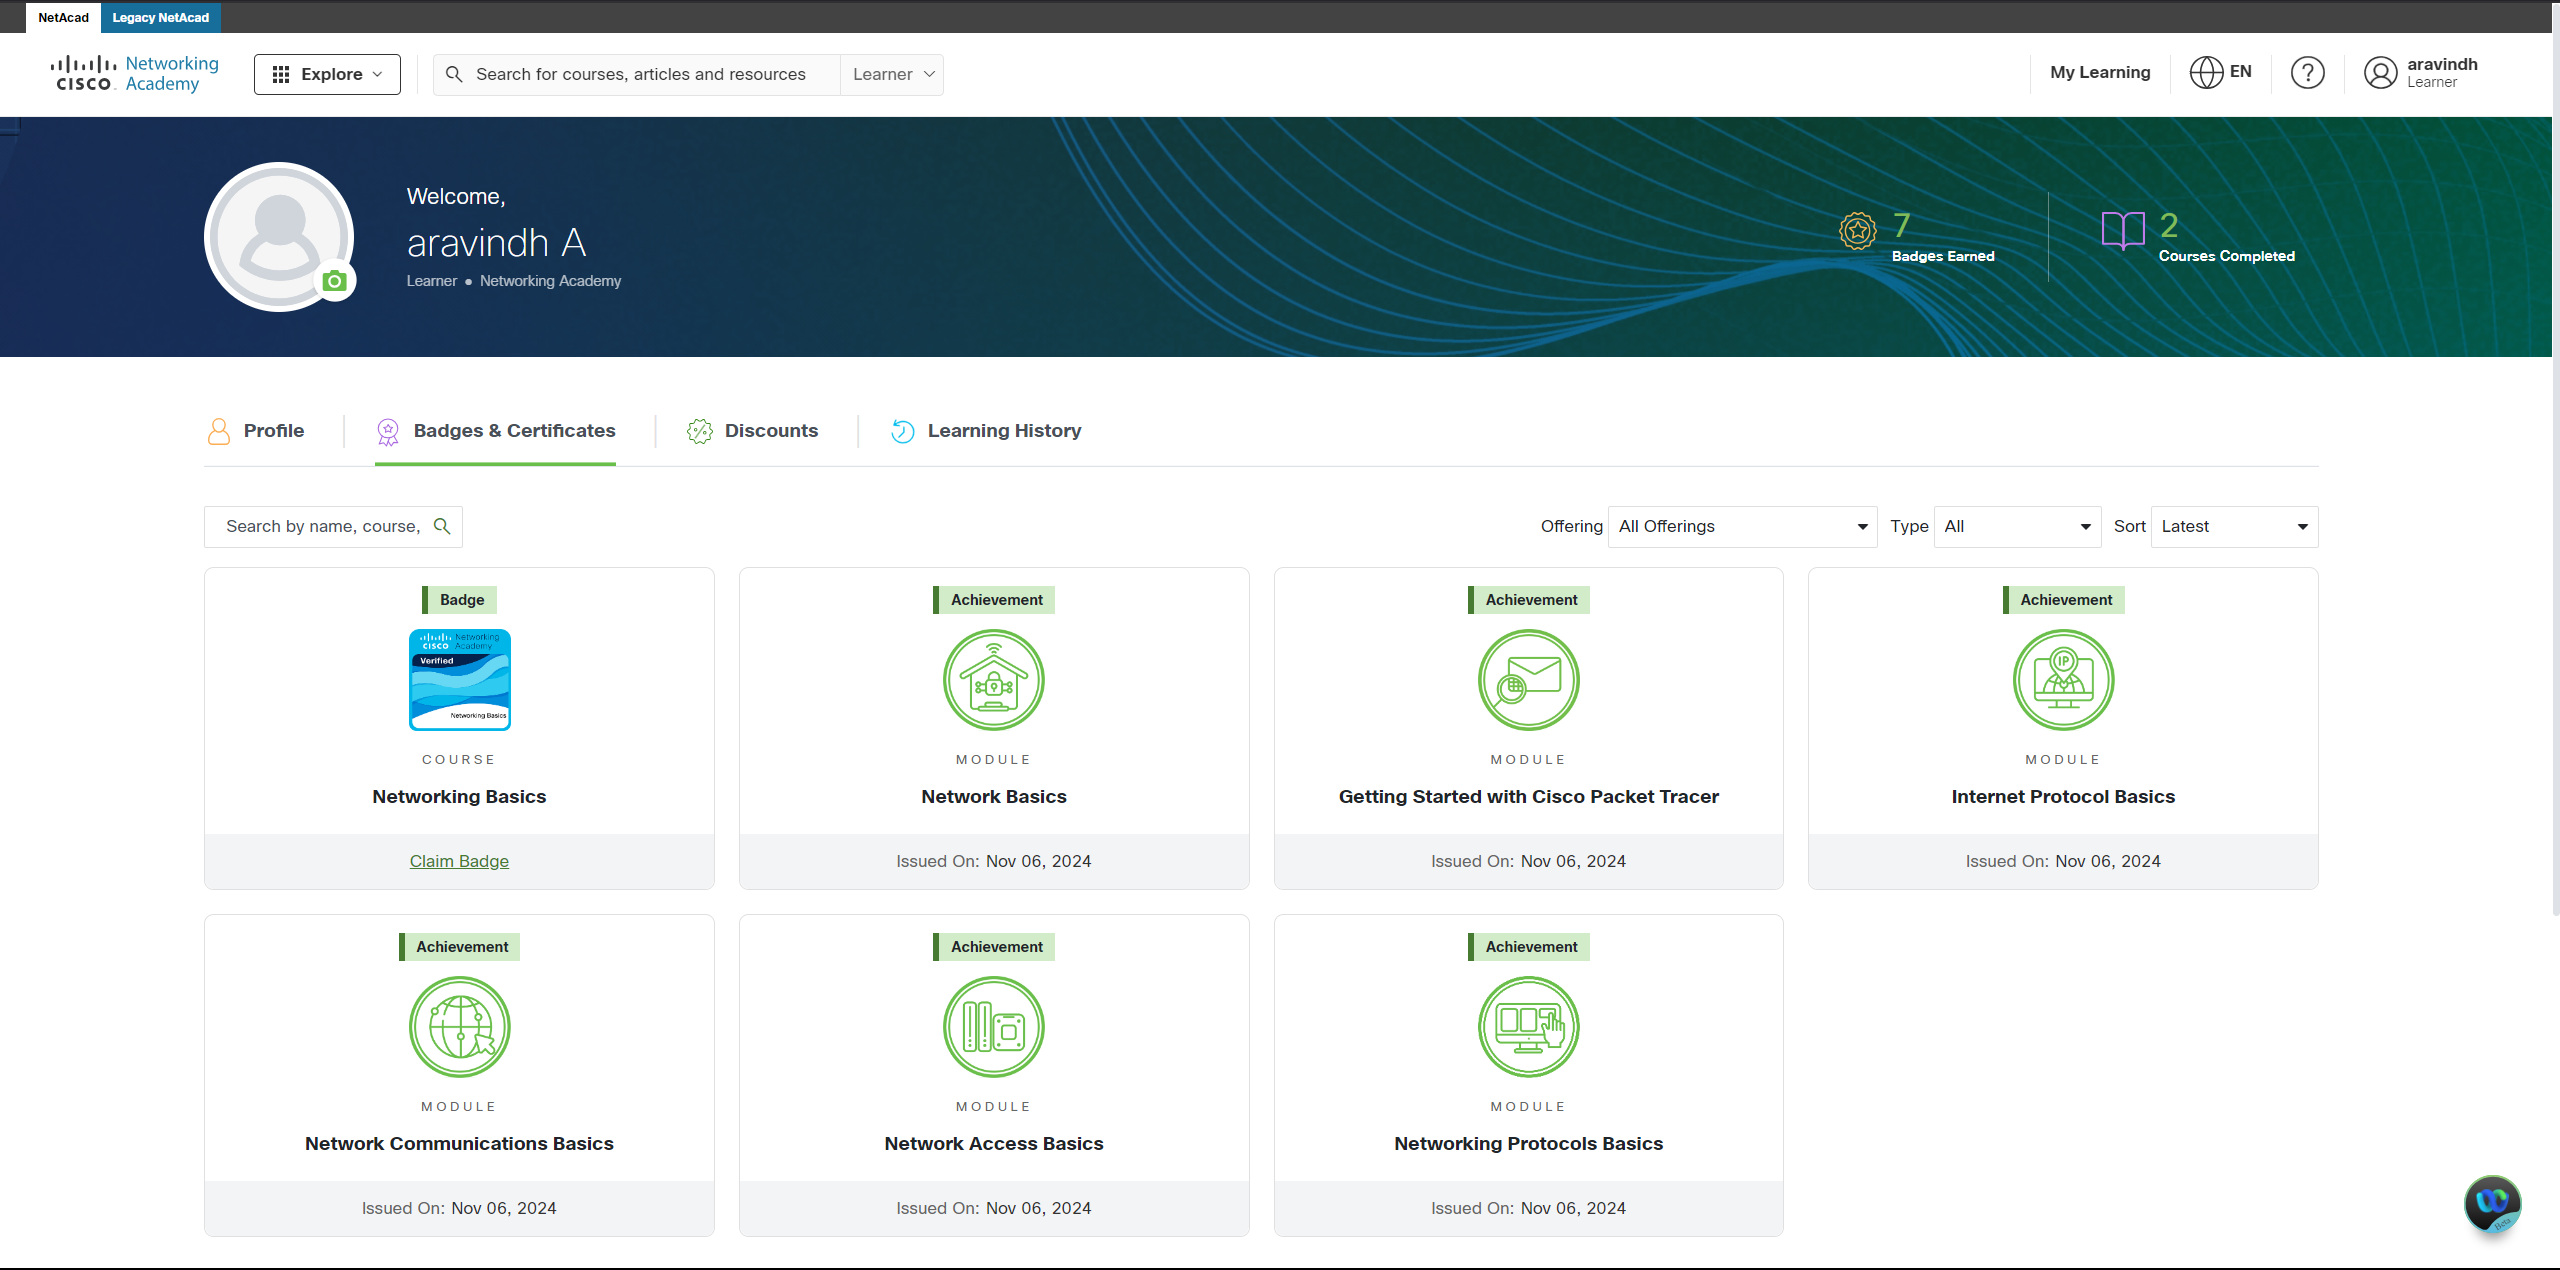 NetAcad
Legacy NetAcad
CISCO
Networking
Academy
Explore
Search for courses, articles and resources
Learner
My Learning
EN
?
aravindh
Learner
Welcome,
aravindh A
Learner ● Networking Academy
7
Badges Earned
2
Courses Completed
Profile
Badges & Certificates
Discounts
Learning History
Search by name, course,
Offering All Offerings
Type All
Sort Latest
Badge
CISCO Networking Academy
Verified
Networking Basics
COURSE
Networking Basics
Claim Badge
Achievement
MODULE
Network Basics
Issued On: Nov 06, 2024
Achievement
MODULE
Getting Started with Cisco Packet Tracer
Issued On: Nov 06, 2024
Achievement
IP
MODULE
Internet Protocol Basics
Issued On: Nov 06, 2024
Achievement
MODULE
Network Communications Basics
Issued On: Nov 06, 2024
Achievement
MODULE
Network Access Basics
Issued On: Nov 06, 2024
Achievement
MODULE
Networking Protocols Basics
Issued On: Nov 06, 2024
Beta